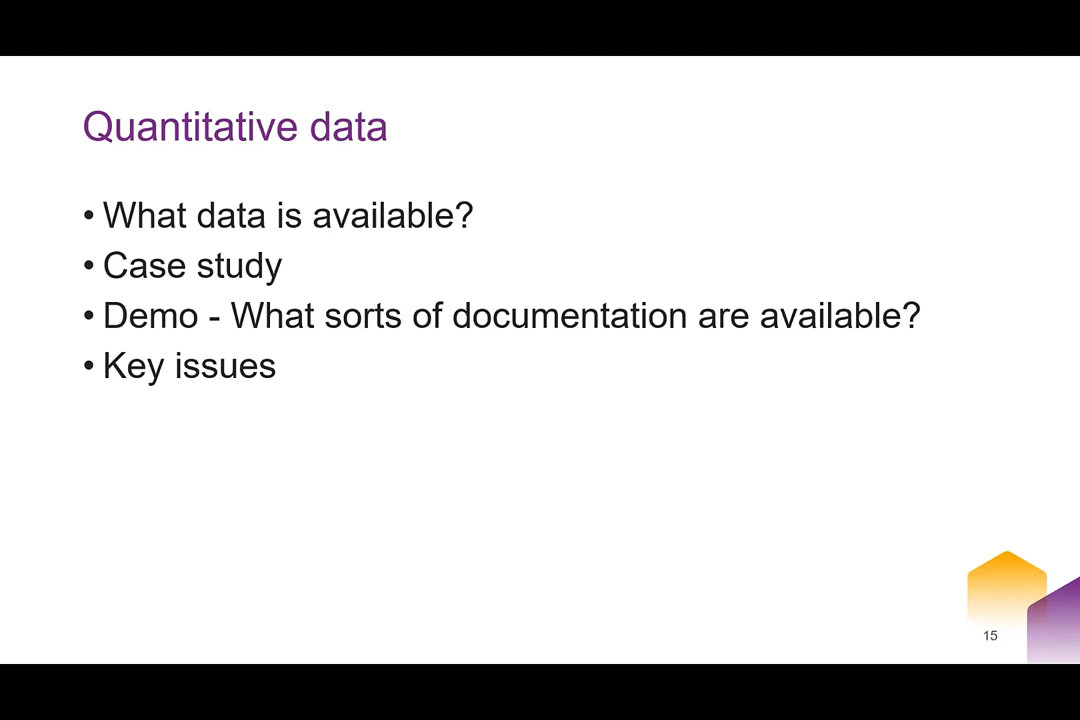 Quantitative data
• What data is available?
• Case study
• Demo - What sorts of documentation are available?
• Key issues
15